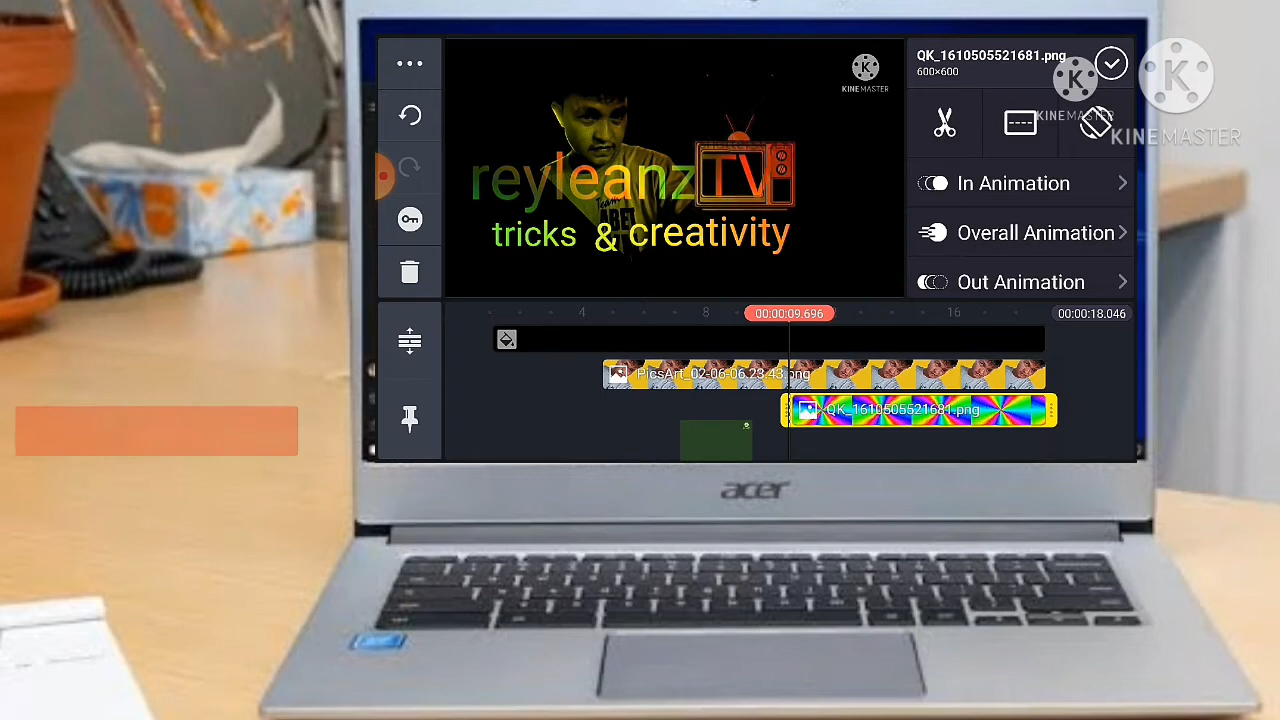 QK_1610505521681.png
600×600
KINEMASTER
KINEMASTER
KINEMASTER
reyleanzTV
tricks & creativity
In Animation
Overall Animation
Out Animation
4
8
00:00:09.696
16
00:00:18.046
PicsArt_02-06-06.23.43.png
QK_1610505521681.png
acer